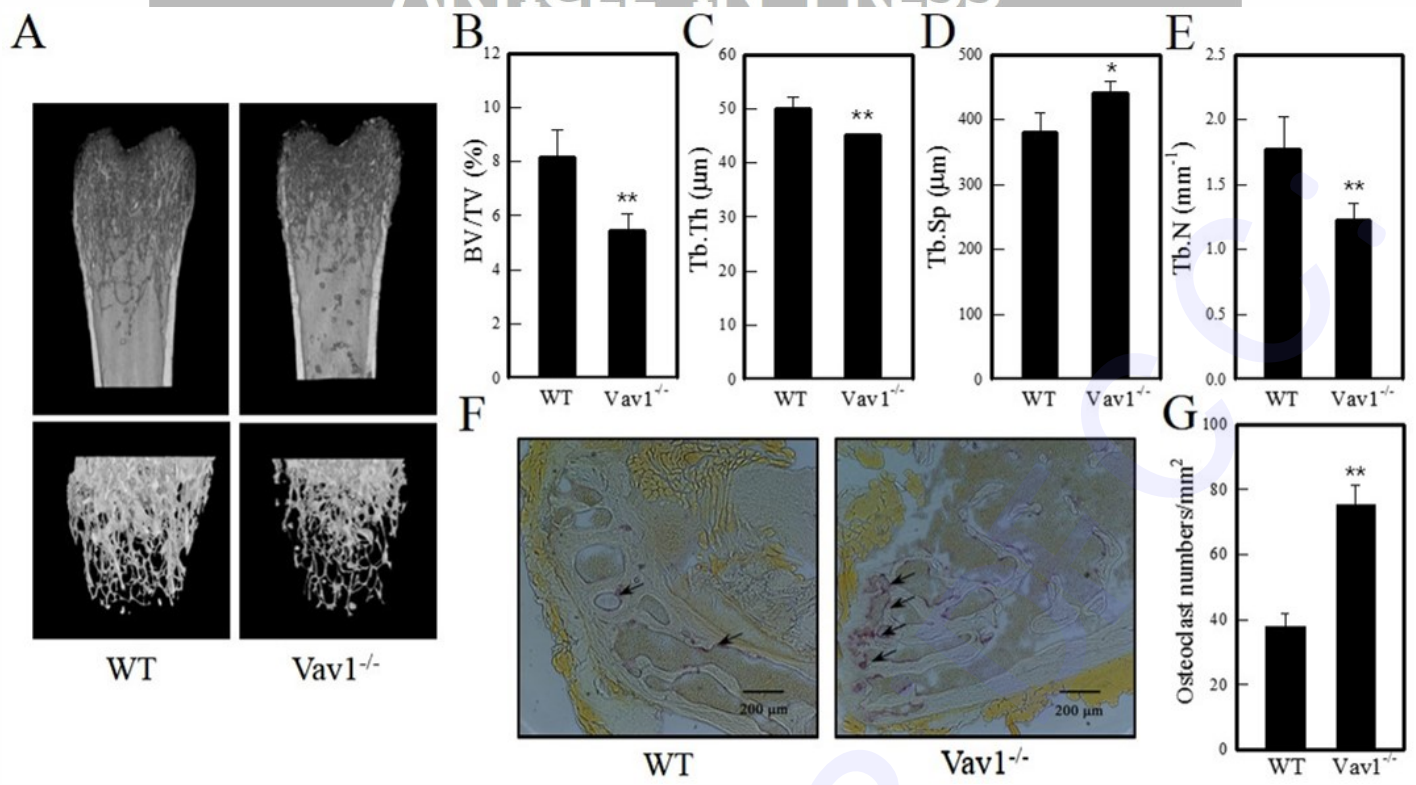 ARTICLE IN PRESS
A
WT
Vav1-/-
B
BV/TV (%)
12
10
8
6
4
2
0
**
WT
Vav1-/-
C
Tb.Th (μm)
60
50
40
30
20
10
0
**
WT
Vav1-/-
D
Tb.Sp (μm)
500
400
300
200
100
0
*
WT
Vav1-/-
E
Tb.N (mm-1)
2.5
2.0
1.5
1.0
0.5
0.0
**
WT
Vav1-/-
F
200 μm
200 μm
WT
Vav1-/-
G
Osteoclast numbers/mm2
100
80
60
40
20
0
**
WT
Vav1-/-